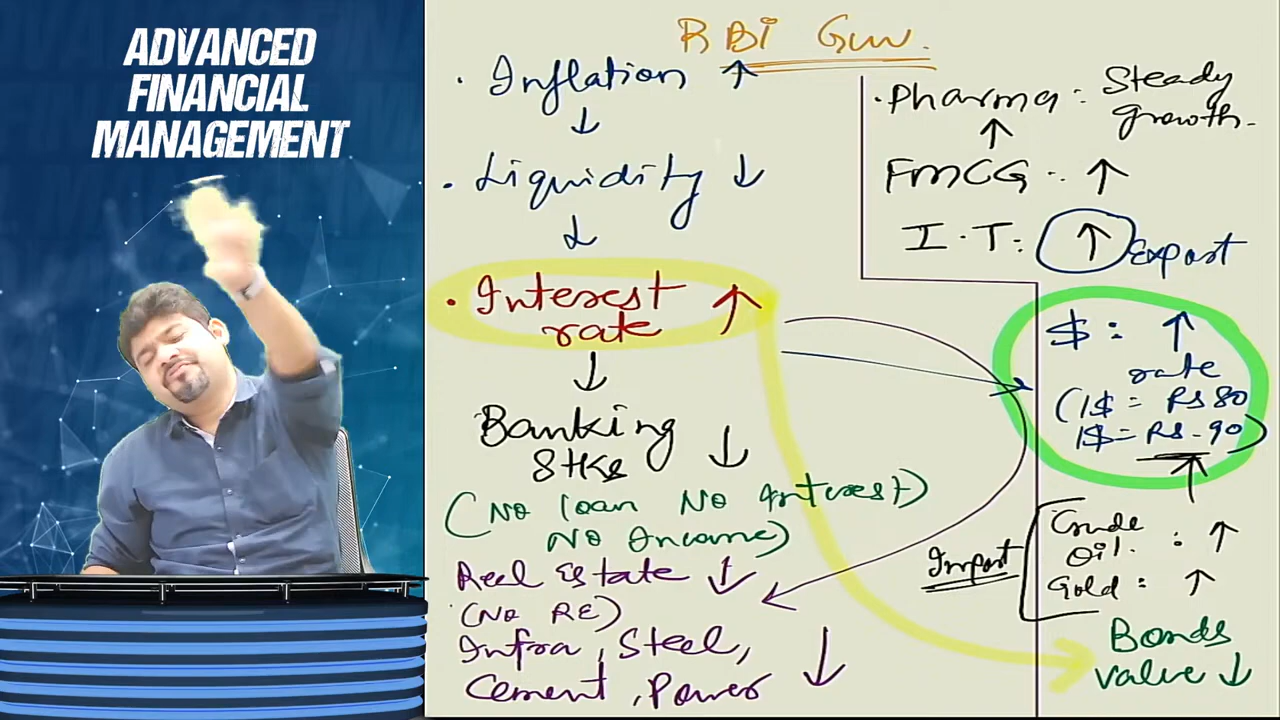 ADVANCED
FINANCIAL
MANAGEMENT
RBI Gov.
. Inflation ↑
↓
. Liquidity ↓
↓
. Interest
rate ↑
↓
Banking
Stks ↓
(No loan No Interest)
No Income)
Real Estate ↓
(No RE)
Infra, Steel,
Cement, Power ↓
. Pharma : Steady
growth.
↑
FMCG : ↑
I.T : ↑ Export
$ : ↑
rate
(1$ = RS 80
1$ = RS. 90)
↑
Import
Crude
Oil. : ↑
Gold : ↑
Bonds
value ↓